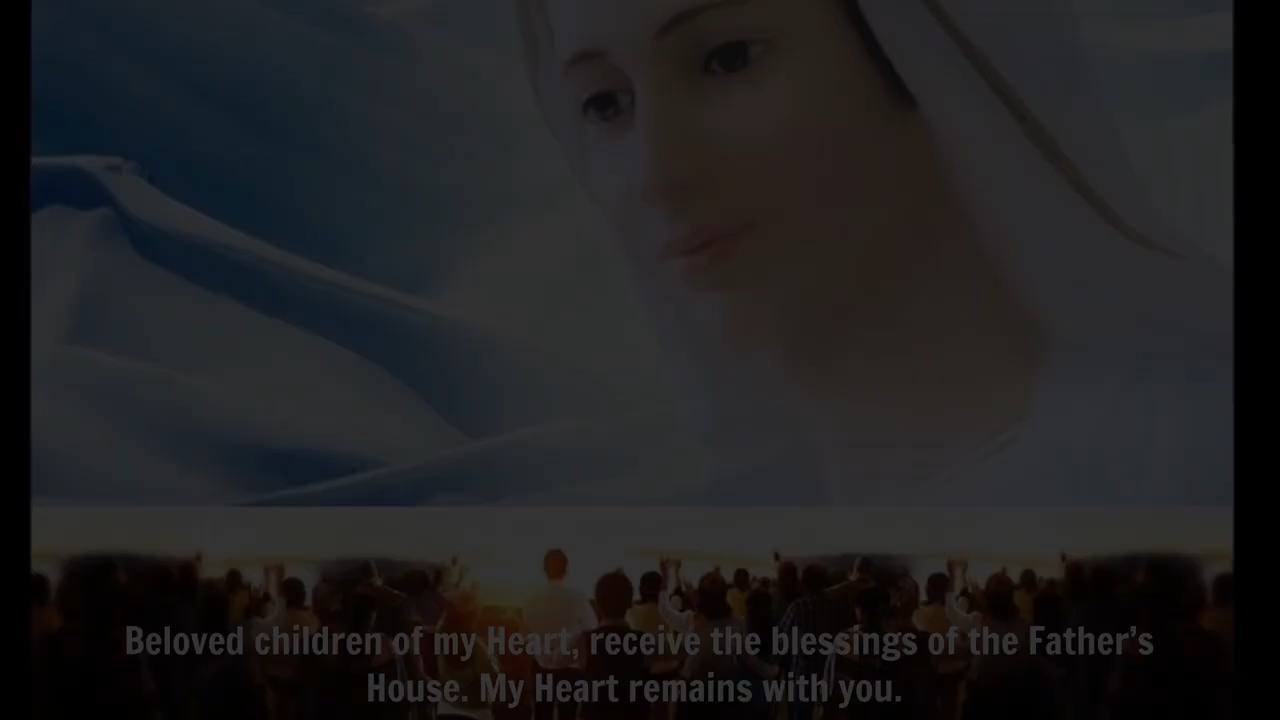 Beloved children of my Heart, receive the blessings of the Father’s
House. My Heart remains with you.